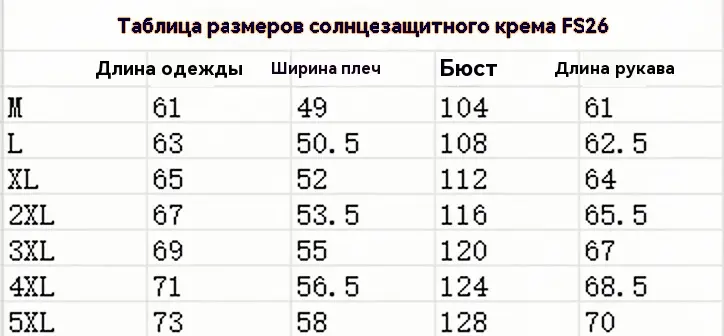 Таблица размеров солнцезащитного крема FS26
Длина одежды Ширина плеч Бюст Длина рукава
M 61 49 104 61
L 63 50.5 108 62.5
XL 65 52 112 64
2XL 67 53.5 116 65.5
3XL 69 55 120 67
4XL 71 56.5 124 68.5
5XL 73 58 128 70